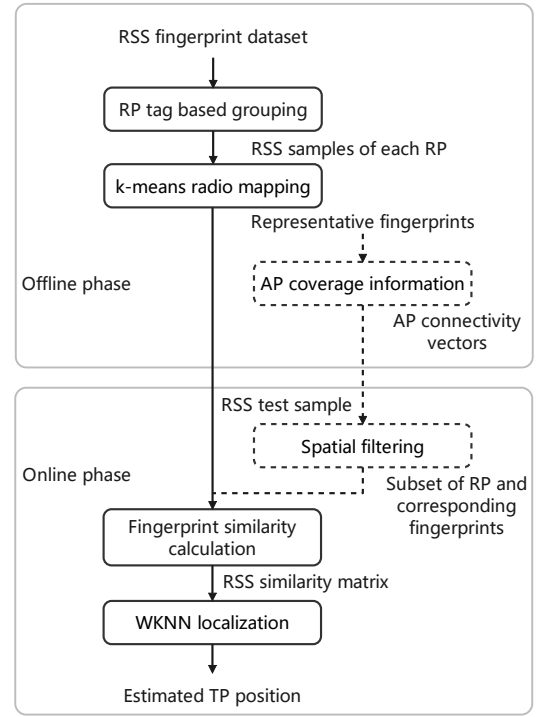 RSS fingerprint dataset
RP tag based grouping
RSS samples of each RP
k-means radio mapping
Representative fingerprints
AP coverage information
Offline phase
AP connectivity
vectors
RSS test sample
Spatial filtering
Online phase
Subset of RP and
corresponding
fingerprints
Fingerprint similarity
calculation
RSS similarity matrix
WKNN localization
Estimated TP position